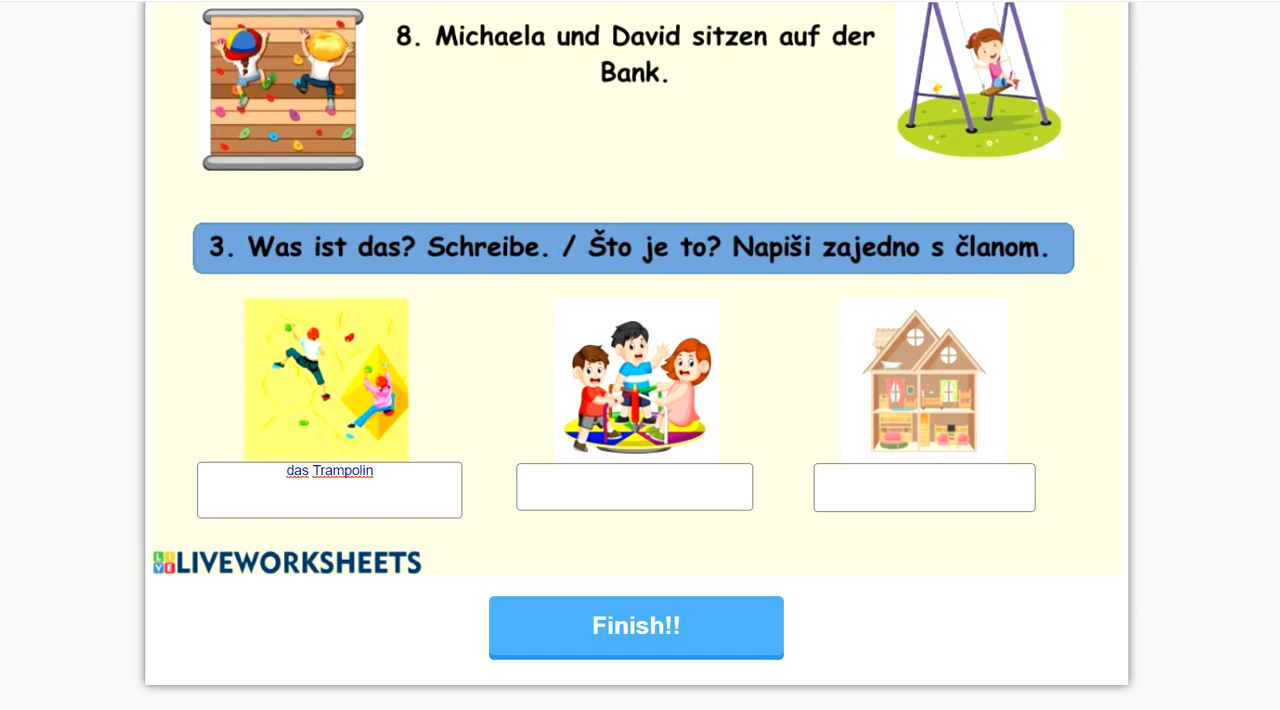 8. Michaela und David sitzen auf der
Bank.
3. Was ist das? Schreibe. / Što je to? Napiši zajedno s članom.
das Trampolin
LIVEWORKSHEETS
Finish!!